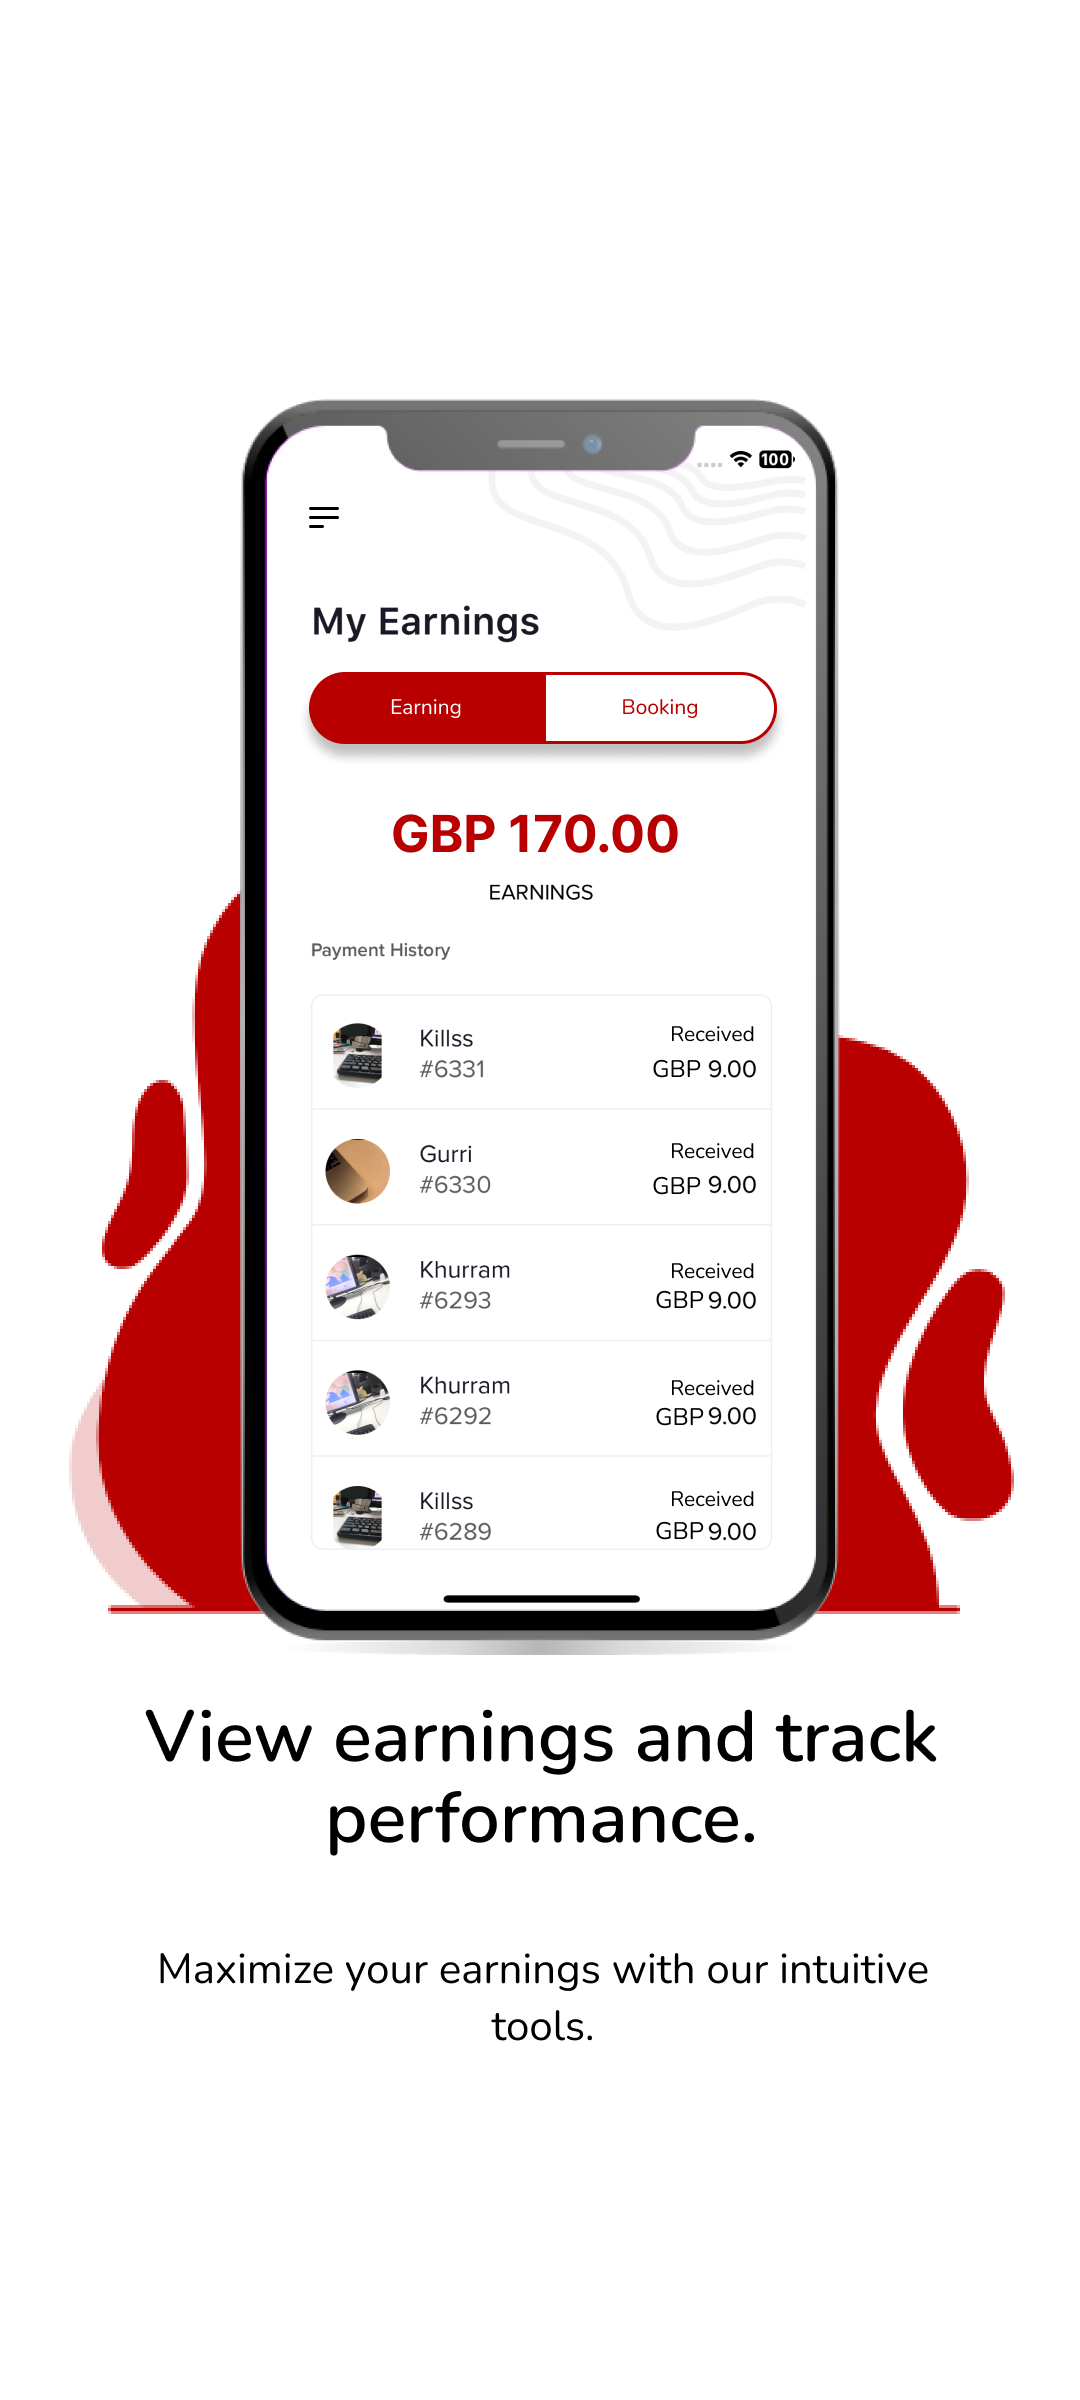 100
My Earnings
Earning Booking
GBP 170.00
EARNINGS
Payment History
Killss Received
#6331 GBP 9.00
Gurri Received
#6330 GBP 9.00
Khurram Received
#6293 GBP 9.00
Khurram Received
#6292 GBP 9.00
Killss Received
#6289 GBP 9.00
View earnings and track
performance.
Maximize your earnings with our intuitive
tools.